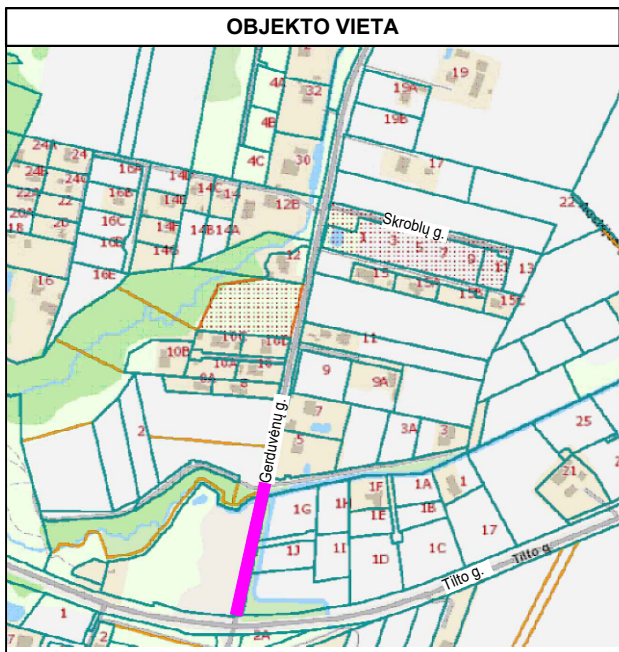 OBJEKTO VIETA
4A
32
19A
19
4B
19B
24A
24
4C
30
17
16A
14D
24B
24C
14C
14
22
22A
22
16B
14E
12B
Skroblų g.
20A
20
16C
14F
14B
14A
18
1
3
5
7
9
11
13
14G
16E
12
15
15A
15B
15C
16
10C
10D
11
10B
10A
10
9
8A
8
9A
Gerduvėnų g.
7
2
5
3A
3
25
21
1F
1A
1
1G
1H
1E
1B
17
1J
1I
1D
1C
Tilto g.
Tilto g.
1
2
2A
7